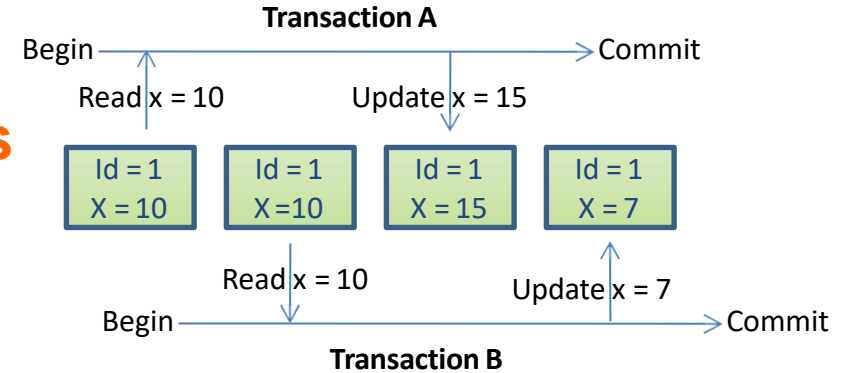 Transaction A
Begin Commit
Read x = 10 Update x = 15
s
Id = 1 Id = 1 Id = 1 Id = 1
X = 10 X =10 X = 15 X = 7
Read x = 10 Update x = 7
Begin Commit
Transaction B